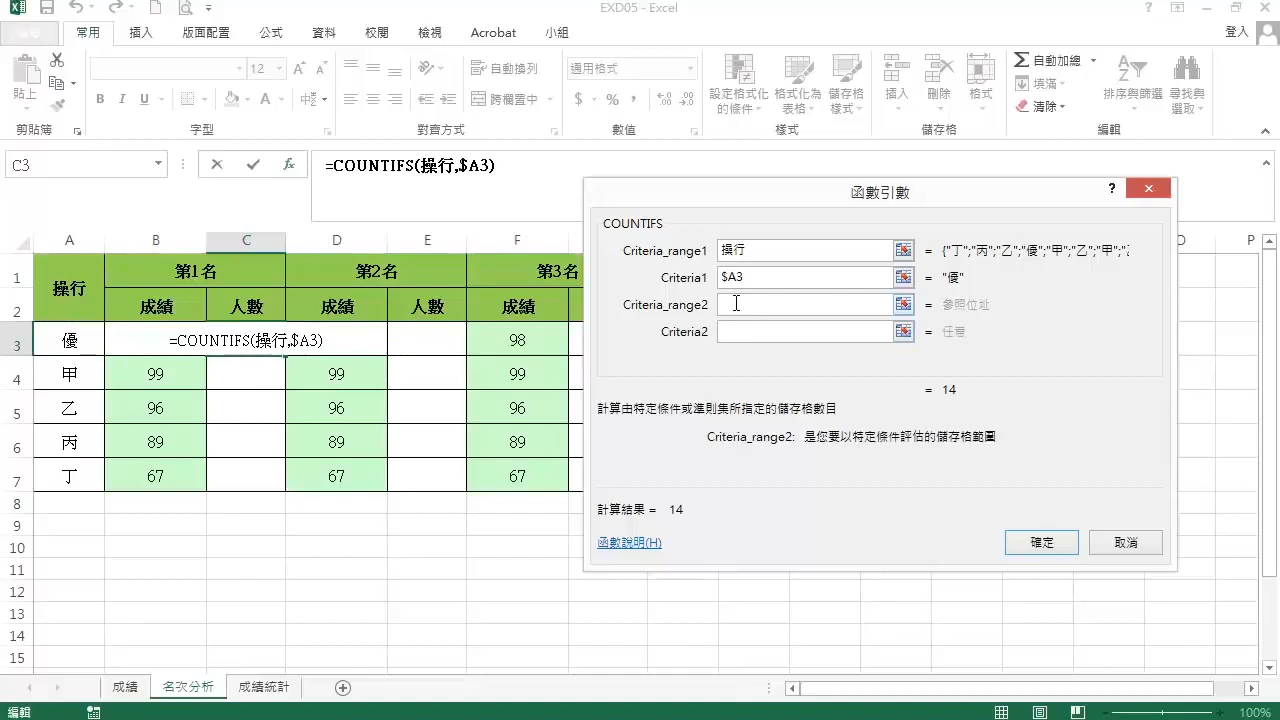 EXD05 - Excel
常用 插入 版面配置 公式 資料 校閱 檢視 Acrobat 小組 登入
貼上
12
自動換列
跨欄置中
通用格式
設定格式化的條件
格式化為表格
儲存格樣式
插入 刪除 格式
自動加總
填滿
清除
排序與篩選
尋找與選取
剪貼簿 字型 對齊方式 數值 樣式 儲存格 編輯
C3
=COUNTIFS(操行,$A3)
A B C D E F O P
1 操行 第1名 第2名 第3名
2 成績 人數 成績 人數 成績
3 優 =COUNTIFS(操行,$A3) 98
4 甲 99 99 99
5 乙 96 96 96
6 丙 89 89 89
7 丁 67 67 67
8
9
10
11
12
13
14
15
函數引數
COUNTIFS
Criteria_range1 操行 = {"丁";"丙";"乙";"優";"甲";"乙";"甲";
Criteria1 $A3 = "優"
Criteria_range2 = 參照位址
Criteria2 = 任意
= 14
計算由特定條件或準則集所指定的儲存格數目
Criteria_range2: 是您要以特定條件評估的儲存格範圍
計算結果 = 14
函數說明(H)
確定 取消
成績 名次分析 成績統計
編輯 100%